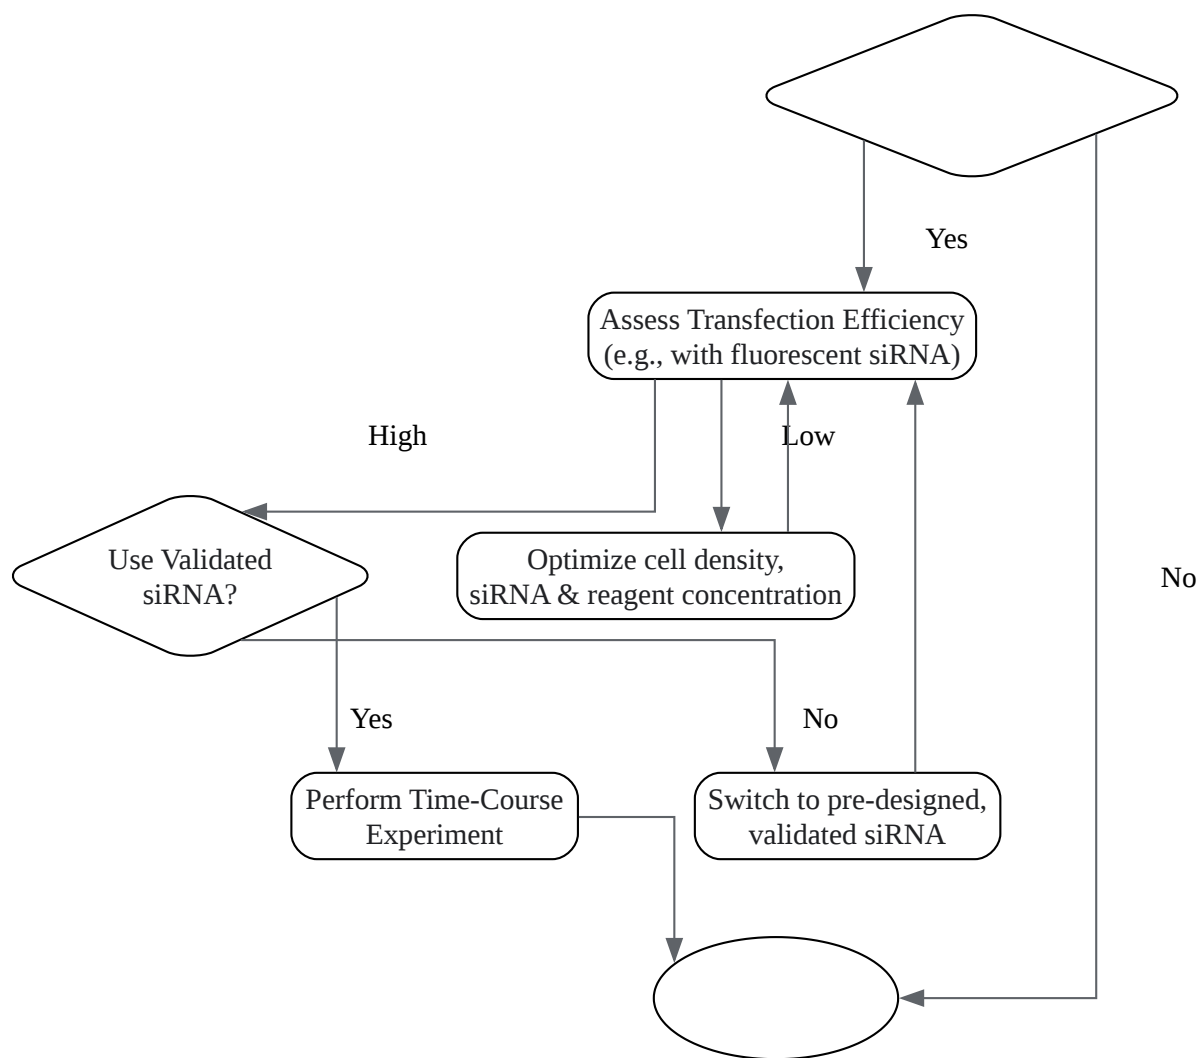 Yes
Assess Transfection Efficiency
(e.g., with fluorescent siRNA)
High
Low
Use Validated
siRNA?
Optimize cell density,
siRNA & reagent concentration
No
Yes
No
Perform Time-Course
Experiment
Switch to pre-designed,
validated siRNA